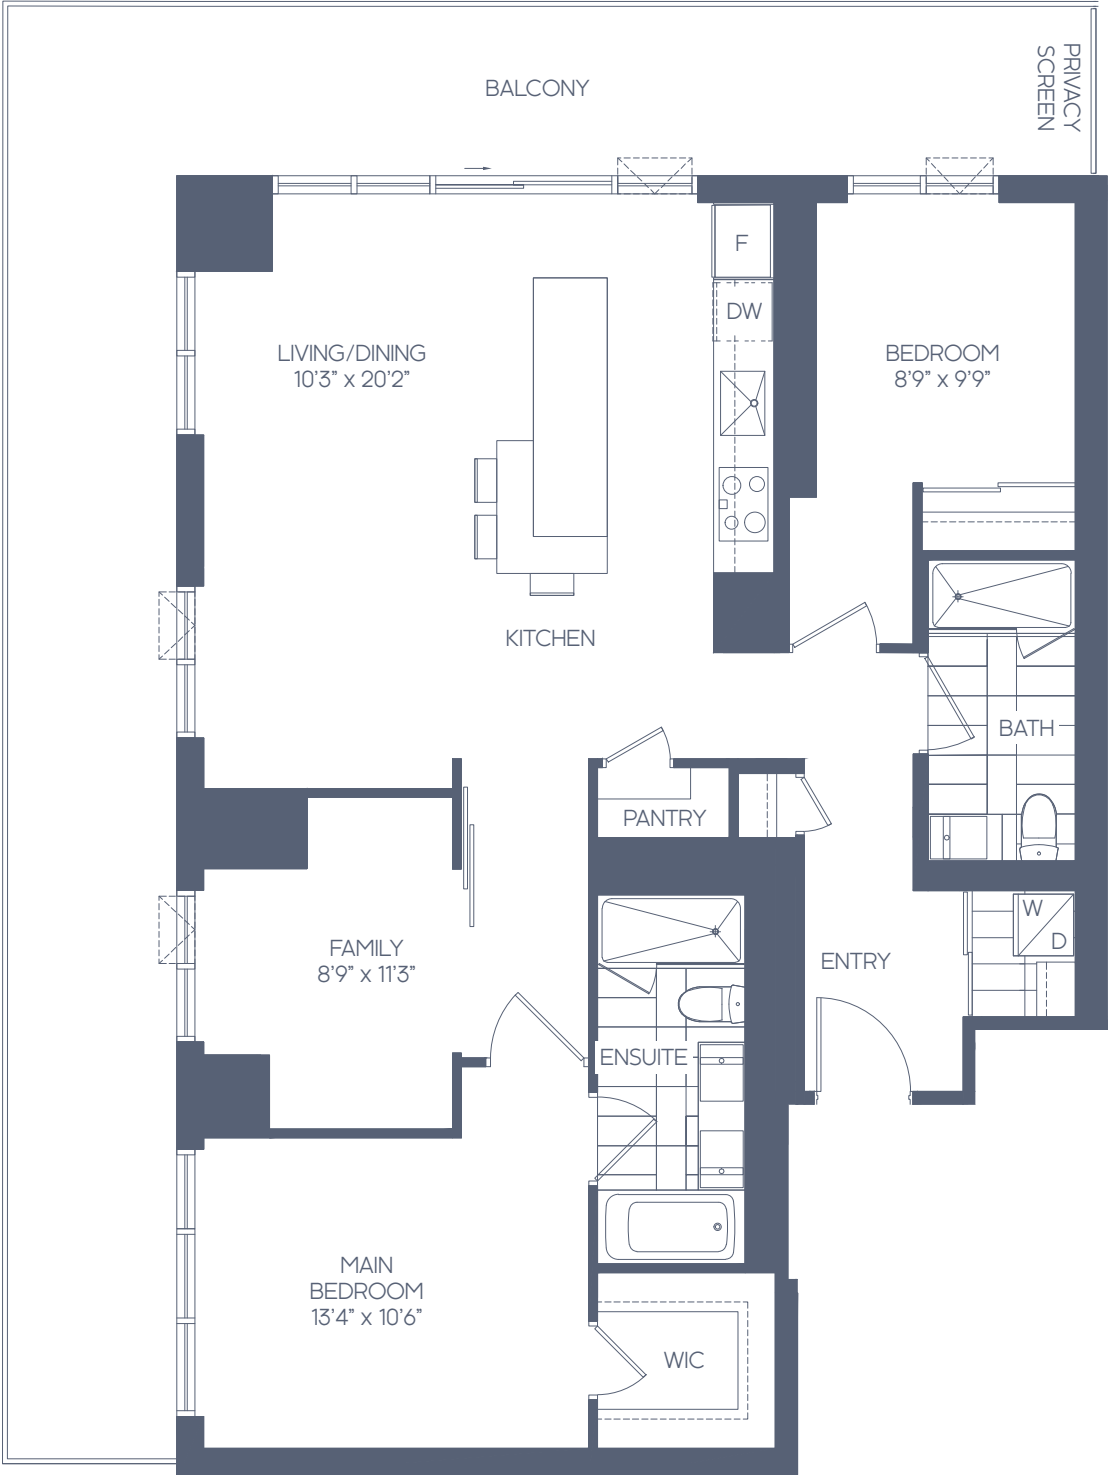 BALCONY
PRIVACY
SCREEN
F
DW
LIVING/DINING
10'3" x 20'2"
BEDROOM
8'9" x 9'9"
KITCHEN
BATH
PANTRY
W
D
FAMILY
8'9" x 11'3"
ENTRY
ENSUITE
MAIN
BEDROOM
13'4" x 10'6"
WIC